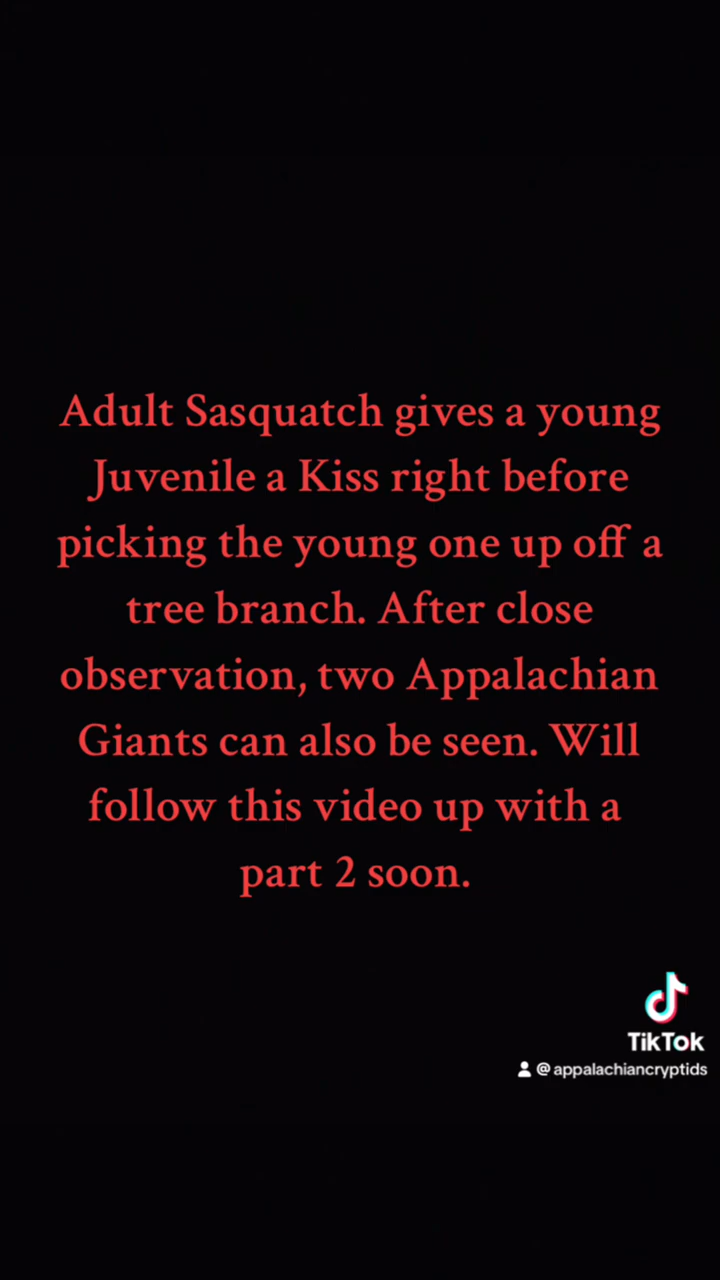 Adult Sasquatch gives a young
Juvenile a Kiss right before
picking the young one up off a
tree branch. After close
observation, two Appalachian
Giants can also be seen. Will
follow this video up with a
part 2 soon.
TikTok
@appalachiancryptids